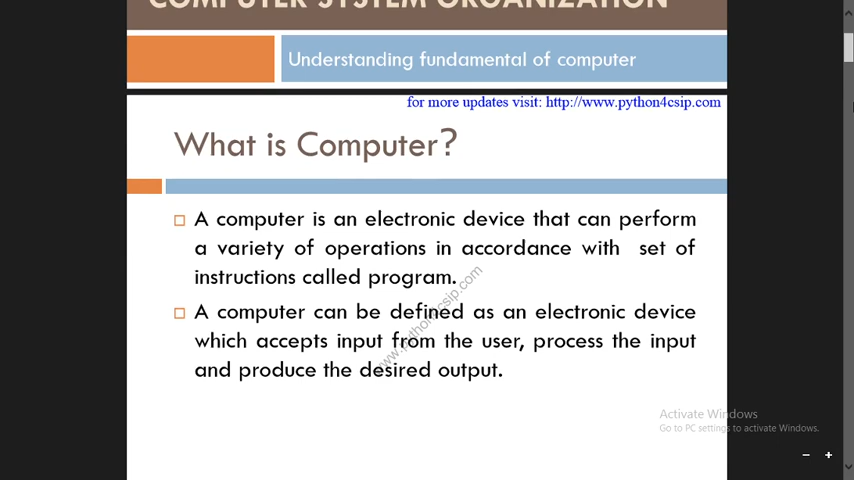 COMPUTER SYSTEM ORGANIZATION
Understanding fundamental of computer
for more updates visit: http://www.python4csip.com
What is Computer?
A computer is an electronic device that can perform
a variety of operations in accordance with set of
instructions called program.
A computer can be defined as an electronic device
which accepts input from the user, process the input
and produce the desired output.
www.python4csip.com
Activate Windows
Go to PC settings to activate Windows.